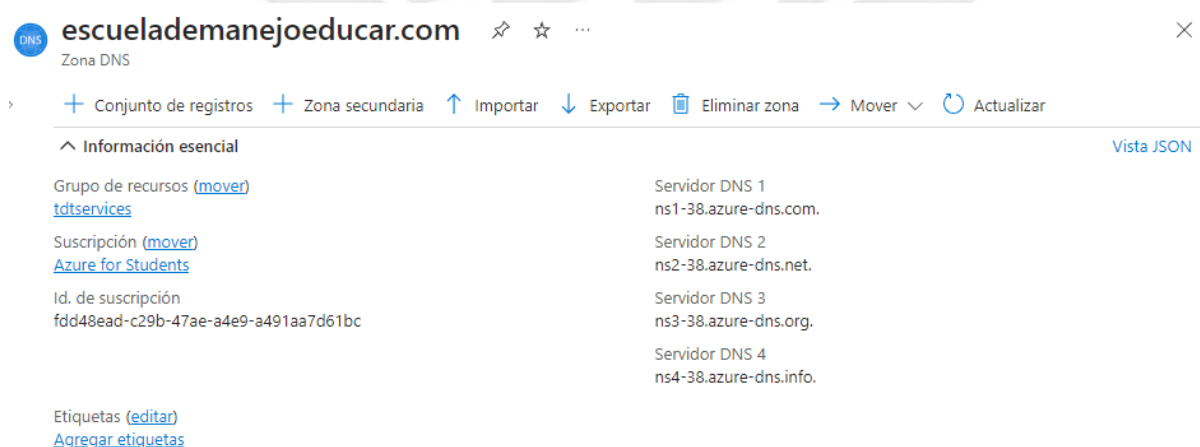 DNS
escuelademanejoeducar.com
Zona DNS
Conjunto de registros Zona secundaria Importar Exportar Eliminar zona Mover Actualizar
Información esencial Vista JSON
Grupo de recursos (mover)
tdtservices
Suscripción (mover)
Azure for Students
Id. de suscripción
fdd48ead-c29b-47ae-a4e9-a491aa7d61bc
Servidor DNS 1
ns1-38.azure-dns.com.
Servidor DNS 2
ns2-38.azure-dns.net.
Servidor DNS 3
ns3-38.azure-dns.org.
Servidor DNS 4
ns4-38.azure-dns.info.
Etiquetas (editar)
Agregar etiquetas